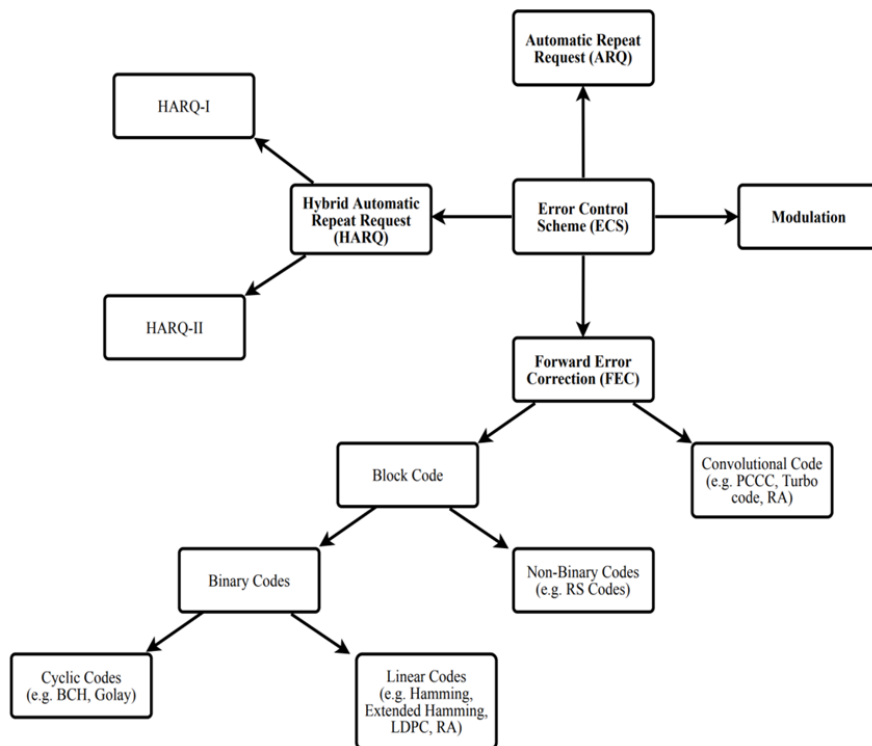 Automatic Repeat
Request (ARQ)
HARQ-I
Hybrid Automatic
Repeat Request
(HARQ)
Error Control
Scheme (ECS)
Modulation
HARQ-II
Forward Error
Correction (FEC)
Block Code
Convolutional Code
(e.g. PCCC, Turbo
code, RA)
Binary Codes
Non-Binary Codes
(e.g. RS Codes)
Cyclic Codes
(e.g. BCH, Golay)
Linear Codes
(e.g. Hamming,
Extended Hamming,
LDPC, RA)